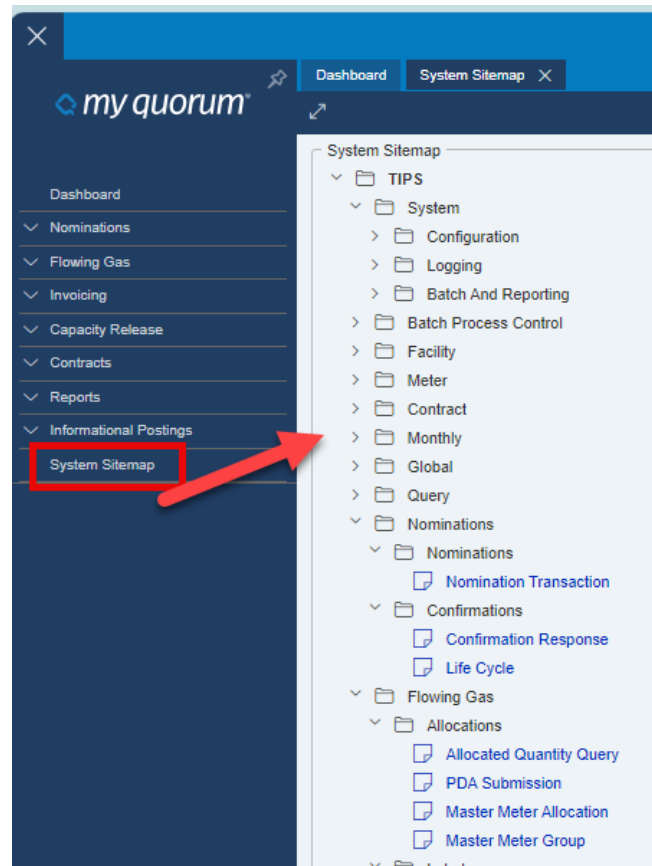 my quorum
Dashboard
Nominations
Flowing Gas
Invoicing
Capacity Release
Contracts
Reports
Informational Postings
System Sitemap
Dashboard
System Sitemap
System Sitemap
TIPS
System
Configuration
Logging
Batch And Reporting
Batch Process Control
Facility
Meter
Contract
Monthly
Global
Query
Nominations
Nominations
Nomination Transaction
Confirmations
Confirmation Response
Life Cycle
Flowing Gas
Allocations
Allocated Quantity Query
PDA Submission
Master Meter Allocation
Master Meter Group